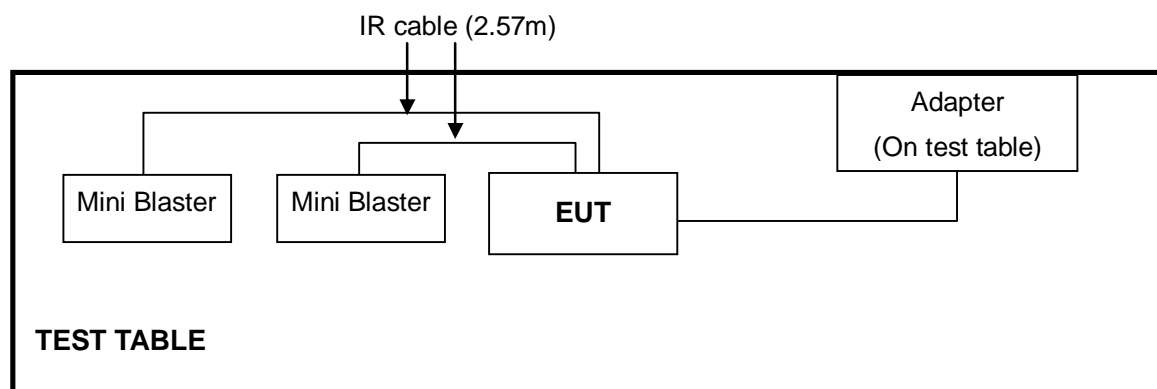 IR cable (2.57m)
Adapter
(On test table)
Mini Blaster
Mini Blaster
EUT
TEST TABLE